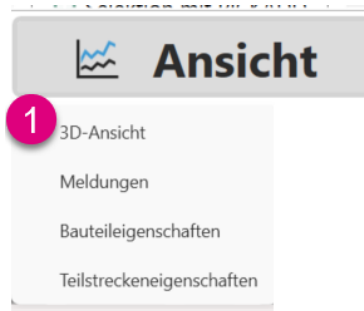 Ansicht
1
3D-Ansicht
Meldungen
Bauteileigenschaften
Teilstreckeneigenschaften